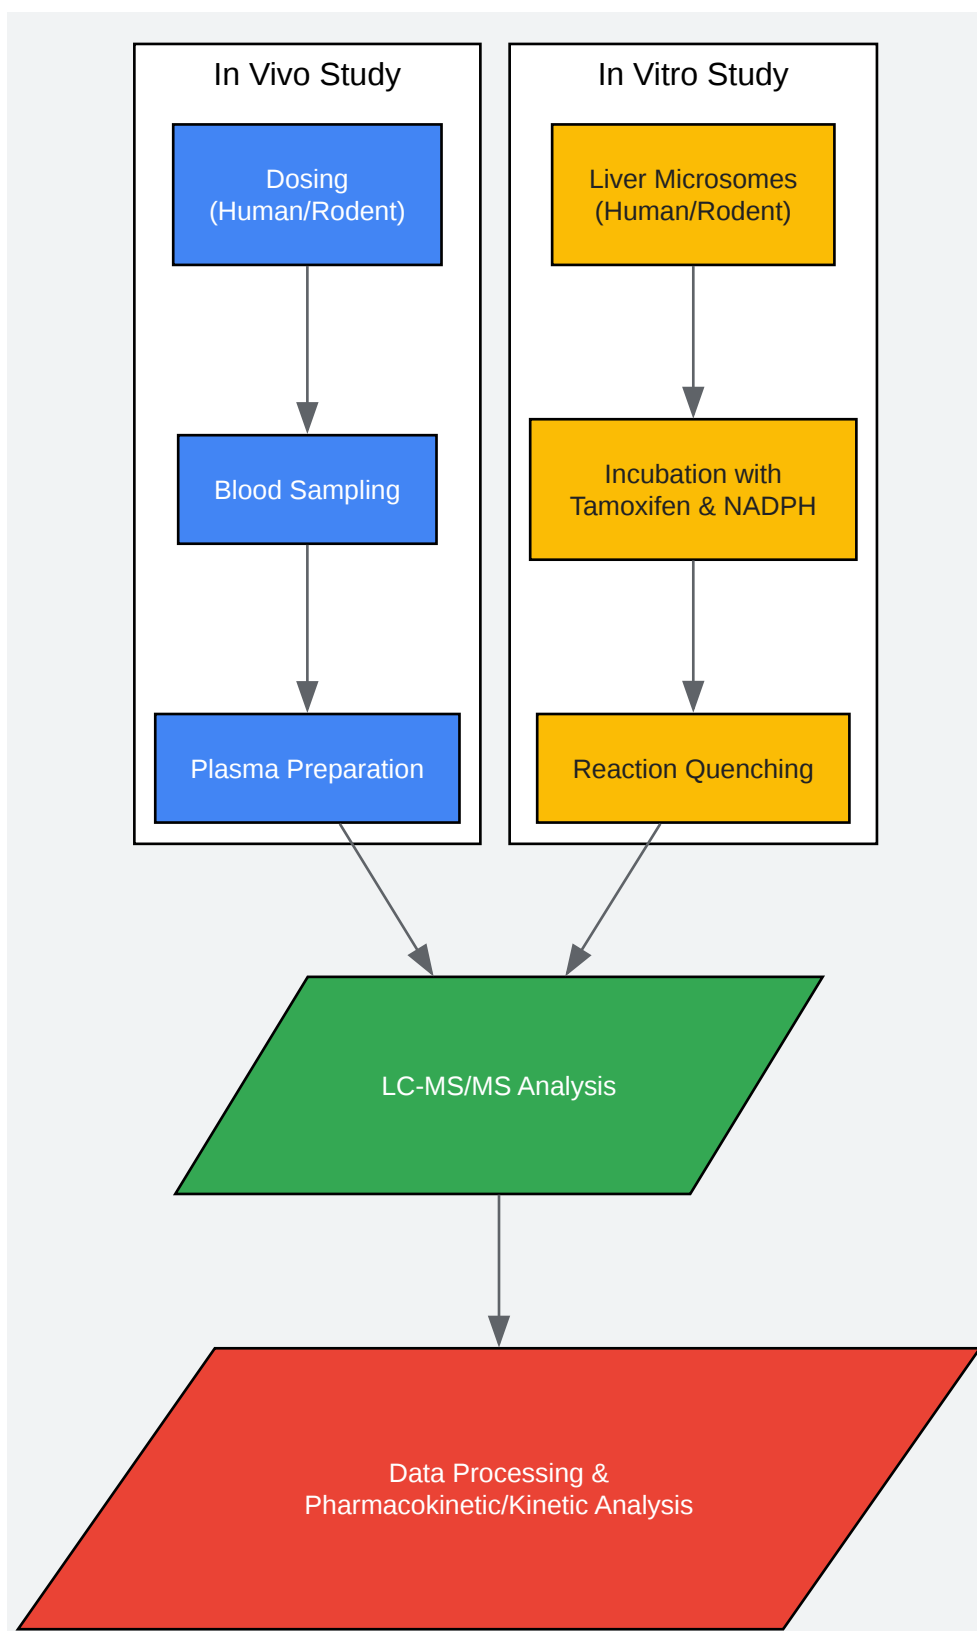 In Vivo Study
Dosing
(Human/Rodent)
Blood Sampling
Plasma Preparation
In Vitro Study
Liver Microsomes
(Human/Rodent)
Incubation with
Tamoxifen & NADPH
Reaction Quenching
LC-MS/MS Analysis
Data Processing &
Pharmacokinetic/Kinetic Analysis